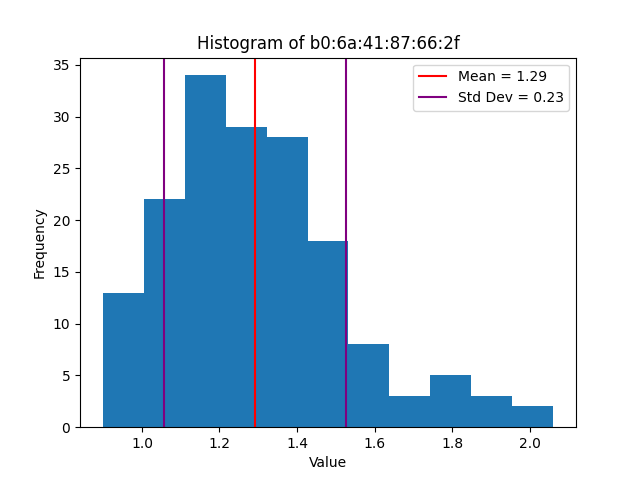 Histogram of b0:6a:41:87:66:2f
Mean = 1.29
Std Dev = 0.23
35
30
25
20
15
10
5
0
Frequency
1.0 1.2 1.4 1.6 1.8 2.0
Value